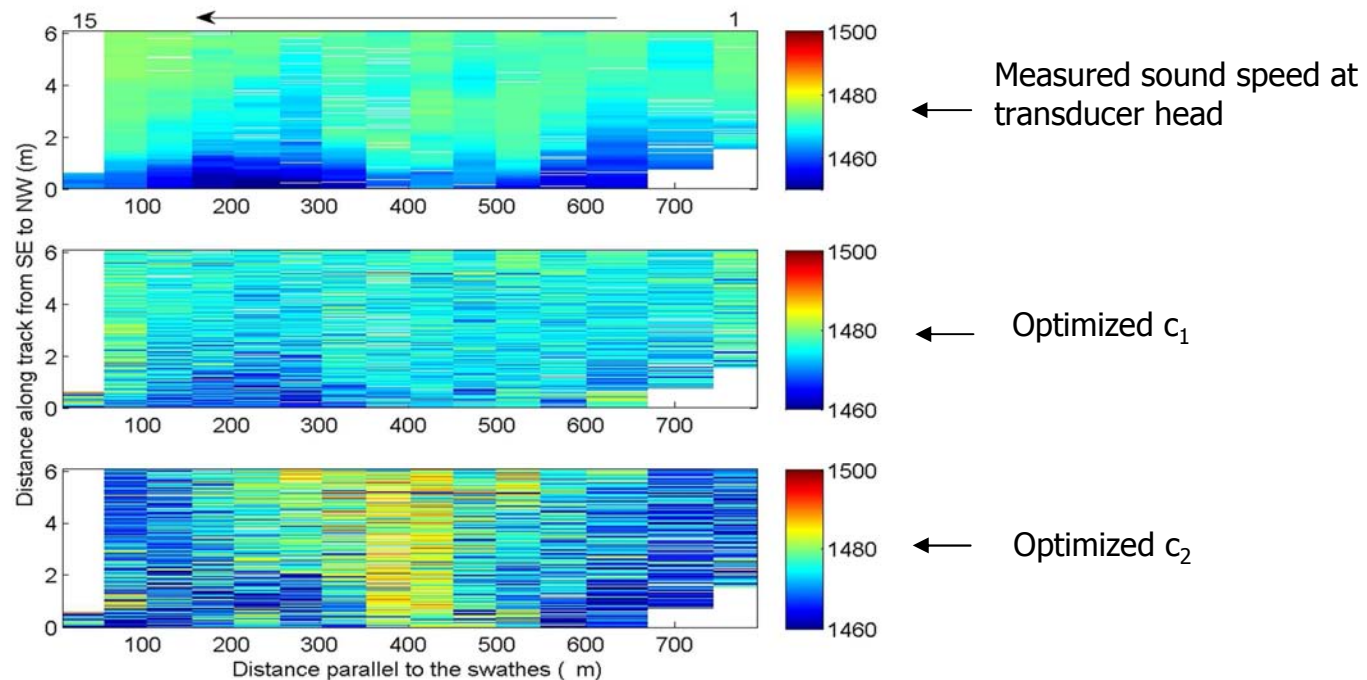 15 1
6
4
2
0
100 200 300 400 500 600 700
1500
1480
1460
Measured sound speed at
transducer head
Distance along track from SE to NW (m)
6
4
2
0
100 200 300 400 500 600 700
1500
1480
1460
Optimized c₁
6
4
2
0
100 200 300 400 500 600 700
1500
1480
1460
Optimized c₂
Distance parallel to the swathes ( m)